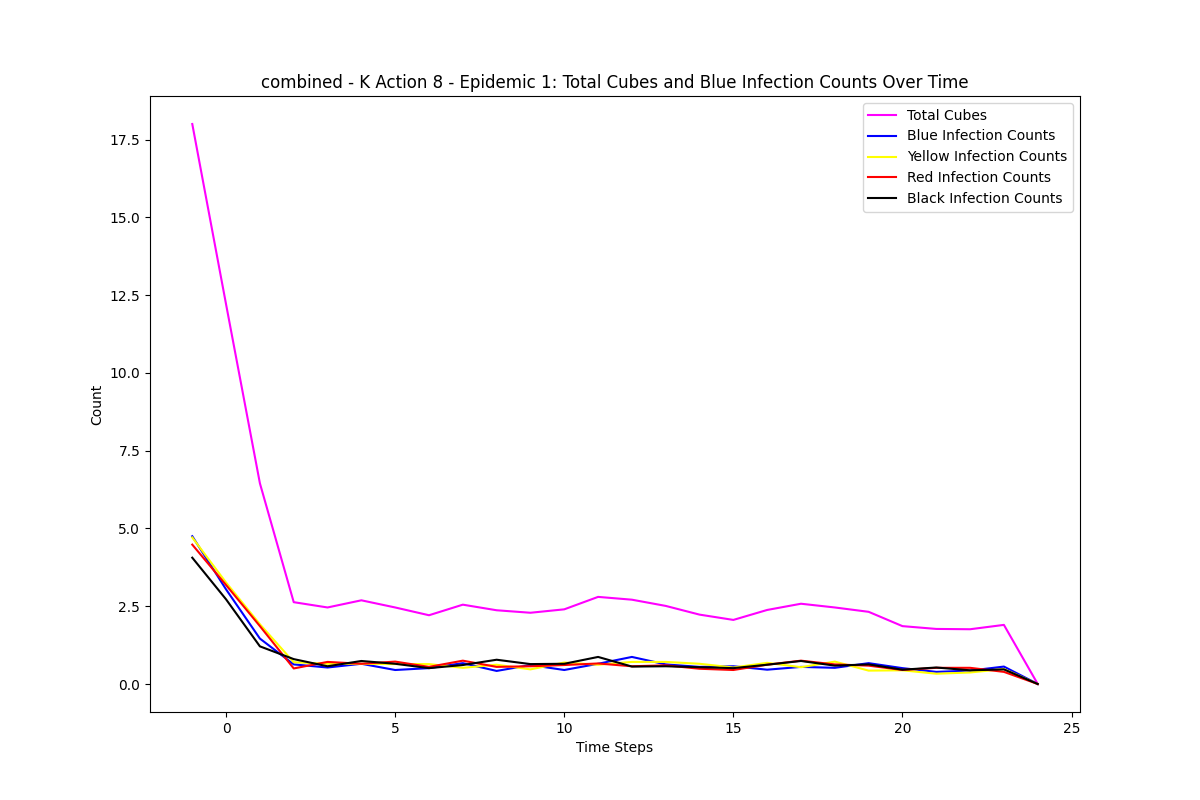 combined - K Action 8 - Epidemic 1: Total Cubes and Blue Infection Counts Over Time
Total Cubes
Blue Infection Counts
Yellow Infection Counts
Red Infection Counts
Black Infection Counts
17.5
15.0
12.5
10.0
7.5
5.0
2.5
0.0
Count
0
5
10
15
20
25
Time Steps